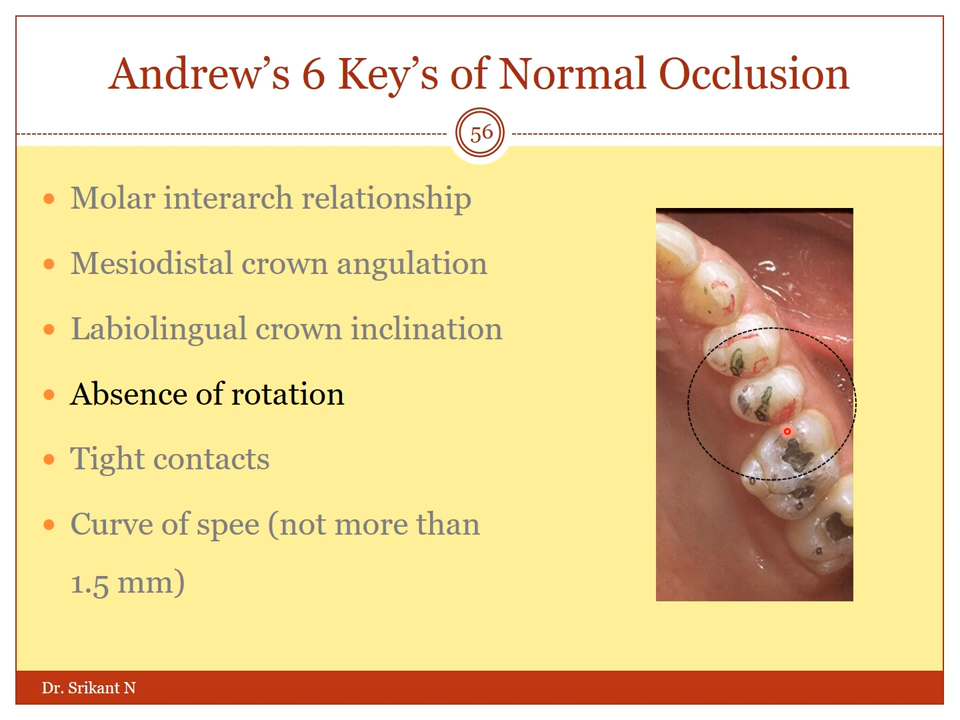 Andrew’s 6 Key’s of Normal Occlusion
56
• Molar interarch relationship
• Mesiodistal crown angulation
• Labiolingual crown inclination
• Absence of rotation
• Tight contacts
• Curve of spee (not more than
1.5 mm)
Dr. Srikant N